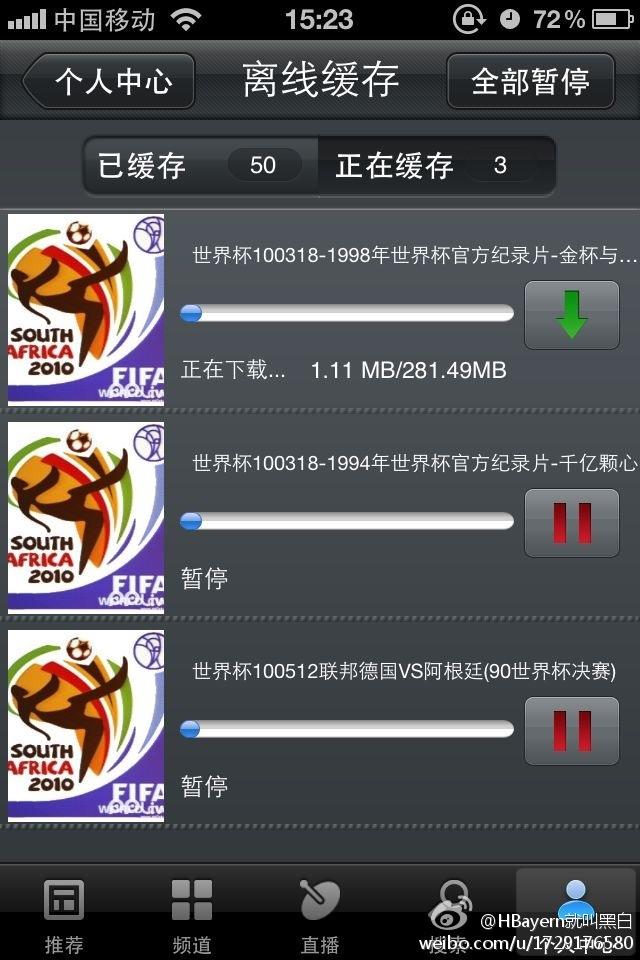 中国移动 15:23 72%
个人中心 离线缓存 全部暂停
已缓存 50 正在缓存 3
世界杯100318-1998年世界杯官方纪录片-金杯与...
SOUTH
AFRICA
2010
FIFA
正在下载... 1.11 MB/281.49MB
世界杯100318-1994年世界杯官方纪录片-千亿颗心
SOUTH
AFRICA
2010
FIFA
暂停
世界杯100512联邦德国VS阿根廷(90世界杯决赛)
SOUTH
AFRICA
2010
FIFA
暂停
@HBayern就叫黑白
推荐 频道 直播 搜索 个人中心
weibo.com/u/1729176580